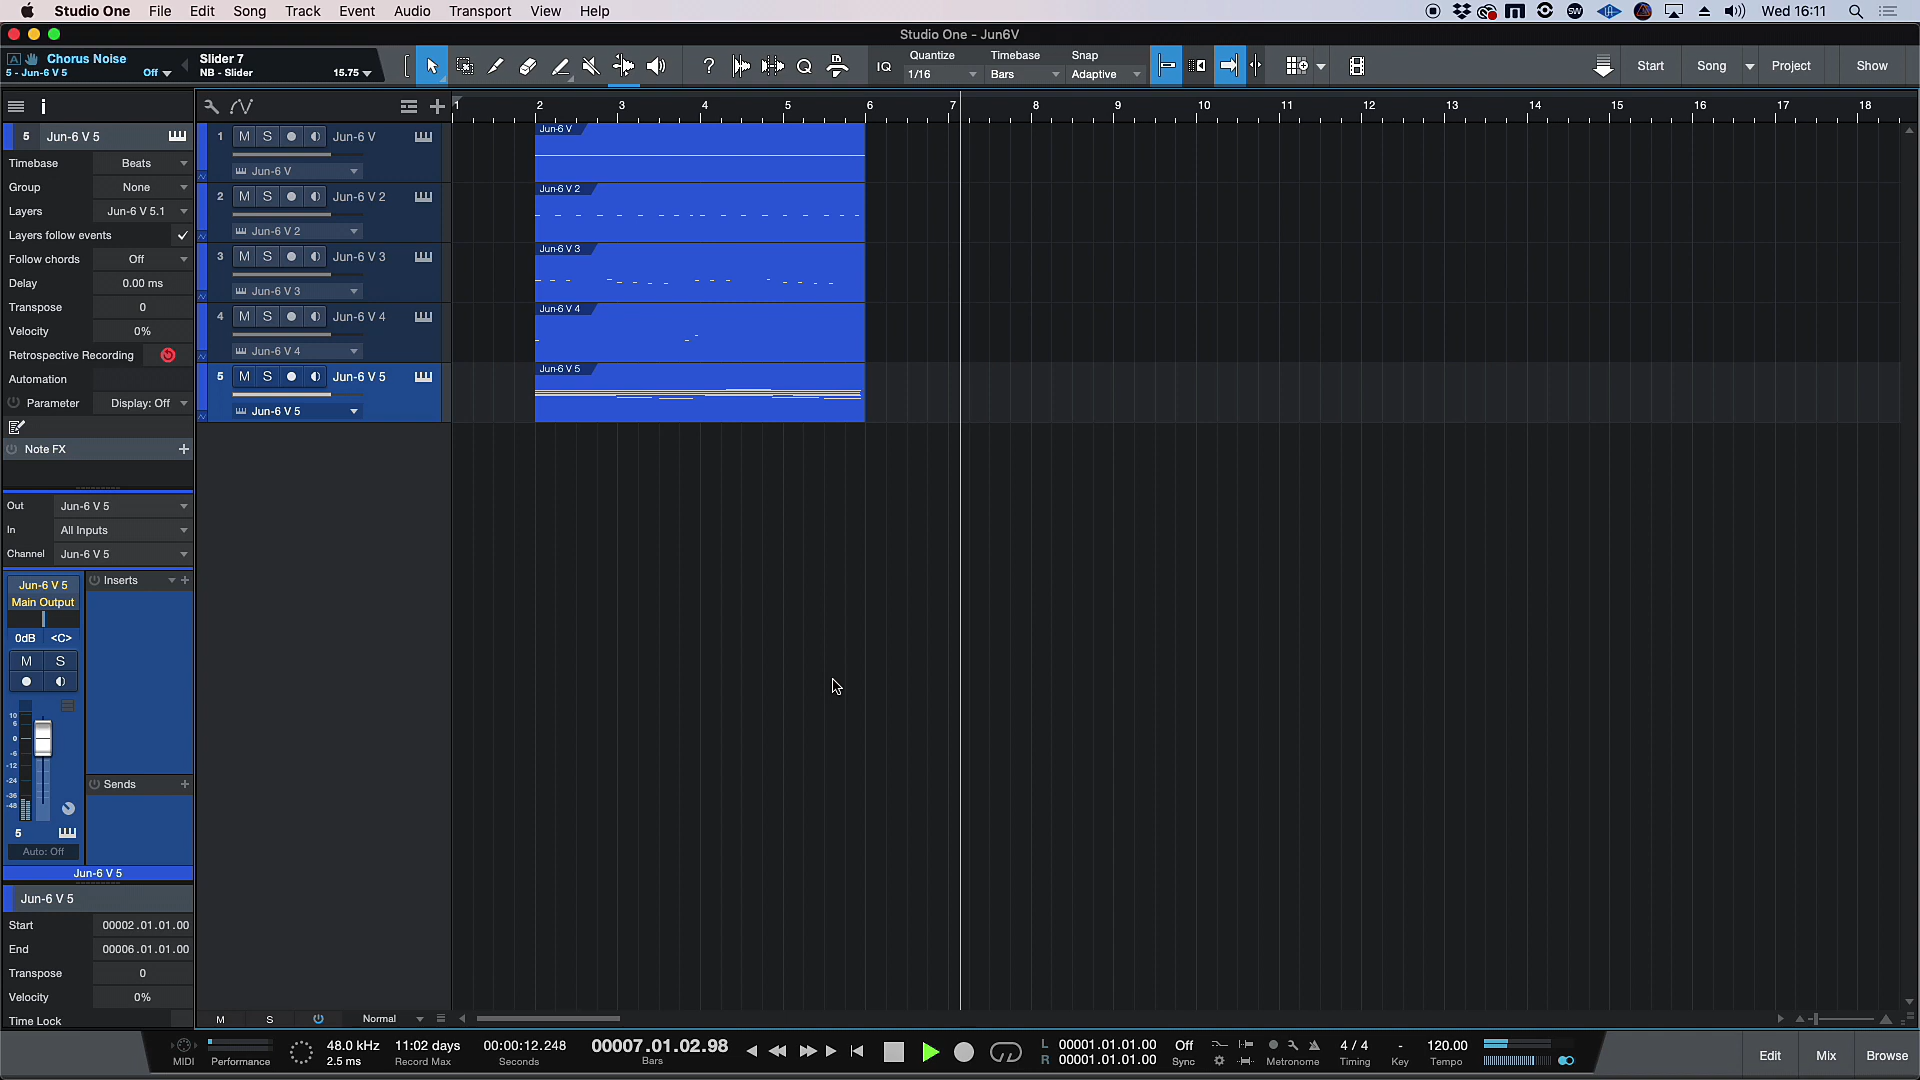 Studio One File Edit Song Track Event Audio Transport View Help
Wed 16:11
Studio One - Jun6V
Chorus Noise
5 - Jun-6 V 5 Off
Slider 7
NB - Slider 15.75
IQ
Quantize
1/16
Timebase
Bars
Snap
Adaptive
Start Song Project Show
5 Jun-6 V 5
Timebase Beats
Group None
Layers Jun-6 V 5.1
Layers follow events
Follow chords Off
Delay 0.00 ms
Transpose 0
Velocity 0%
Retrospective Recording
Automation
Parameter Display: Off
Note FX
Out Jun-6 V 5
In All Inputs
Channel Jun-6 V 5
Jun-6 V 5
Main Output
0dB <C>
M S
10
6
0
-6
-12
-24
-36
-48
5
Auto: Off
Inserts
Sends
Jun-6 V 5
Jun-6 V 5
Start 00002.01.01.00
End 00006.01.01.00
Transpose 0
Velocity 0%
Time Lock
1 2 3 4 5 6 7 8 9 10 11 12 13 14 15 16 17 18
1 M S Jun-6 V
Jun-6 V
2 M S Jun-6 V 2
Jun-6 V 2
3 M S Jun-6 V 3
Jun-6 V 3
4 M S Jun-6 V 4
Jun-6 V 4
5 M S Jun-6 V 5
Jun-6 V 5
Jun-6 V
Jun-6 V 2
Jun-6 V 3
Jun-6 V 4
Jun-6 V 5
M S Normal
MIDI
Performance
48.0 kHz
2.5 ms
11:02 days
Record Max
00:00:12.248
Seconds
00007.01.02.98
Bars
L 00001.01.01.00
R 00001.01.01.00
Off
Sync
Metronome
4 / 4
Timing
-
Key
120.00
Tempo
Edit Mix Browse